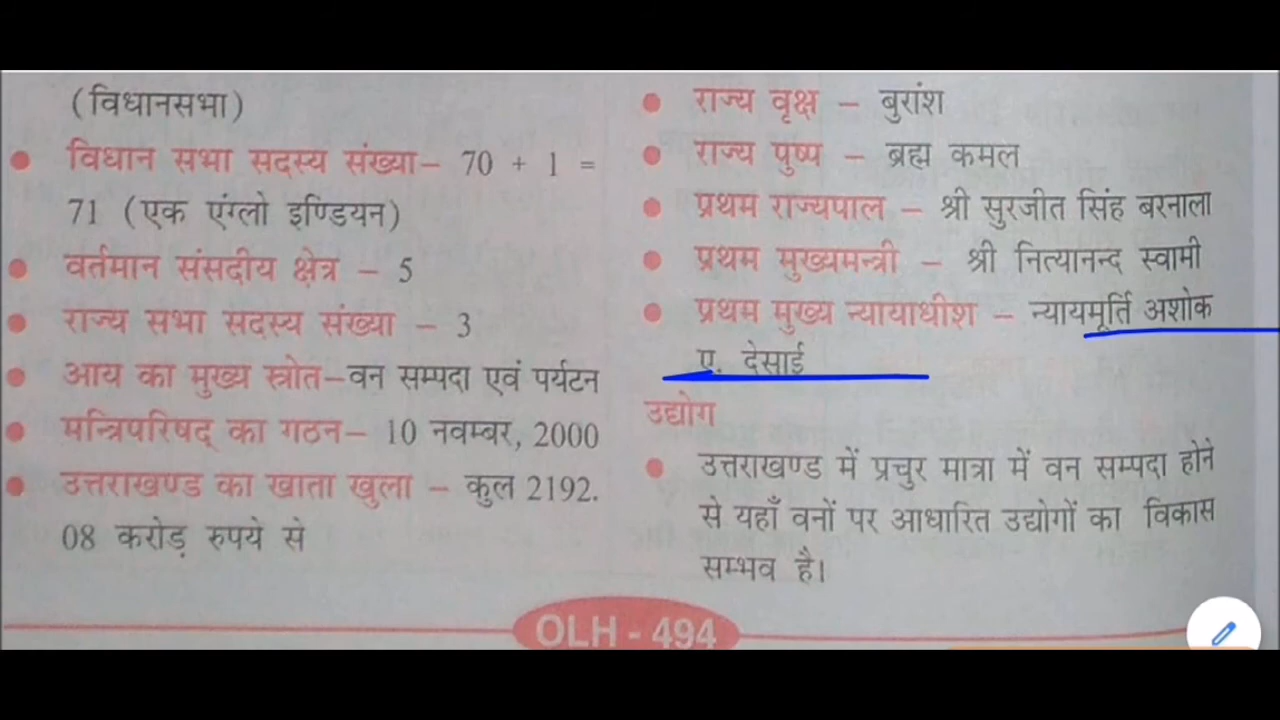 (विधानसभा)
● विधान सभा सदस्य संख्या– 70 + 1 =
71 (एक एंग्लो इण्डियन)
● वर्तमान संसदीय क्षेत्र – 5
● राज्य सभा सदस्य संख्या – 3
● आय का मुख्य स्त्रोत–वन सम्पदा एवं पर्यटन
● मन्त्रिपरिषद् का गठन– 10 नवम्बर, 2000
● उत्तराखण्ड का खाता खुला – कुल 2192.
08 करोड़ रुपये से
● राज्य वृक्ष – बुरांश
● राज्य पुष्प – ब्रह्म कमल
● प्रथम राज्यपाल – श्री सुरजीत सिंह बरनाला
● प्रथम मुख्यमन्त्री – श्री नित्यानन्द स्वामी
● प्रथम मुख्य न्यायाधीश – न्यायमूर्ति अशोक
ए. देसाई
उद्योग
● उत्तराखण्ड में प्रचुर मात्रा में वन सम्पदा होने
से यहाँ वनों पर आधारित उद्योगों का विकास
सम्भव है।
OLH - 494